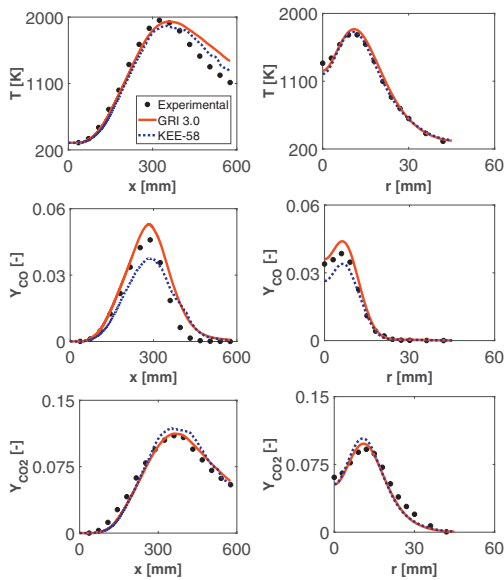 2000
1100
200
T [K]
0
300
600
x [mm]
Experimental
GRI 3.0
KEE-58
2000
1100
200
T [K]
0
30
60
r [mm]
0.06
0.03
0
Y_CO [-]
0
300
600
x [mm]
0.06
0.03
0
Y_CO [-]
0
30
60
r [mm]
0.15
0.075
0
Y_CO2 [-]
0
300
600
x [mm]
0.15
0.075
0
Y_CO2 [-]
0
30
60
r [mm]